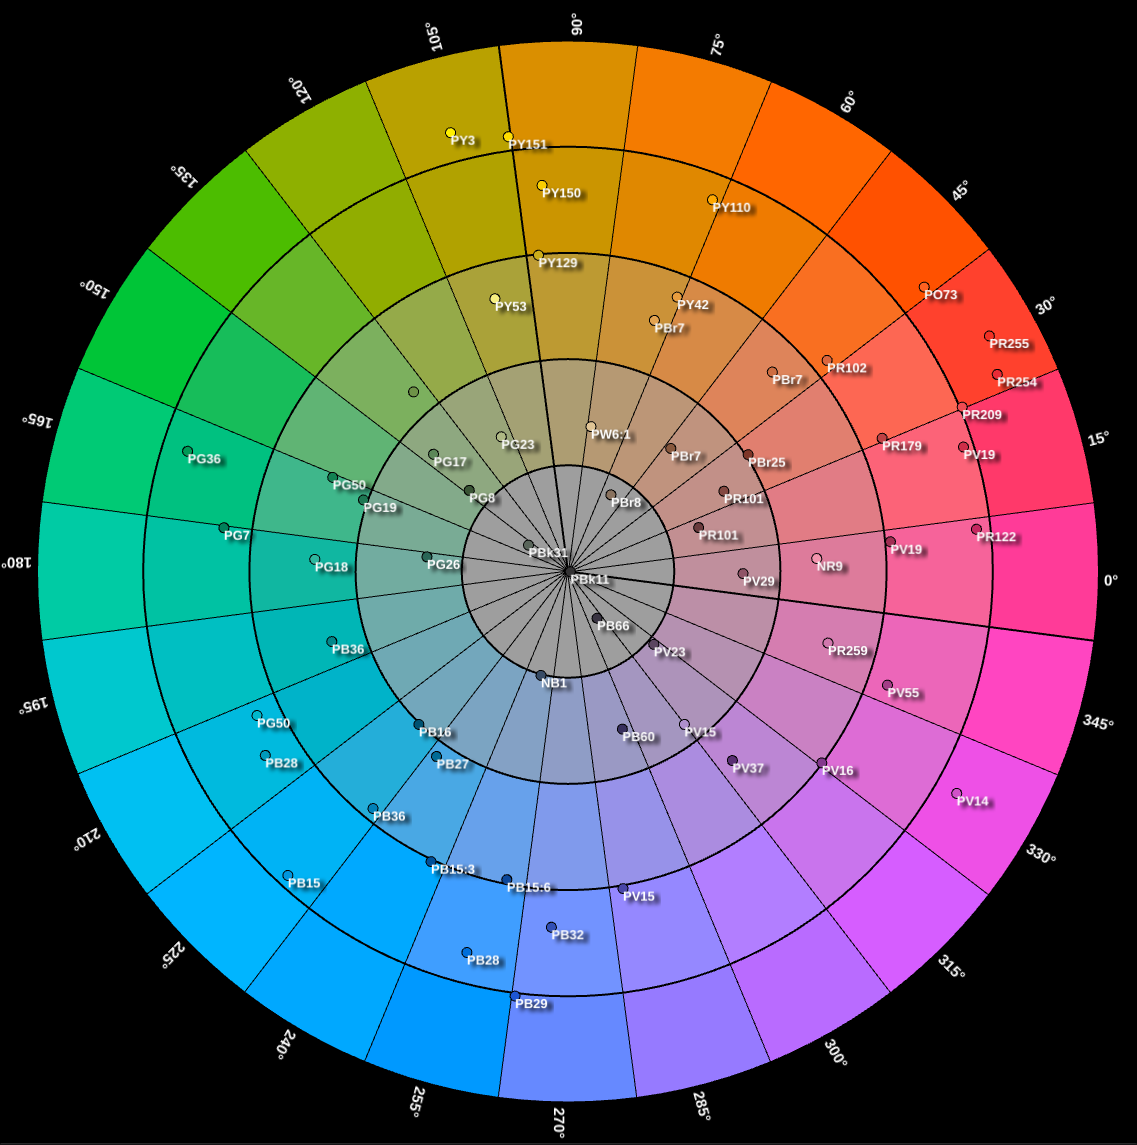 90°
105°
75°
120°
60°
135°
45°
150°
30°
165°
15°
180°
0°
195°
345°
210°
330°
225°
315°
240°
300°
255°
285°
270°
PY3
PY151
PY150
PY110
PY129
PY53
PY42
PBr7
PO73
PR255
PR102
PBr7
PR254
PR209
PW6:1
PG23
PR179
PV19
PBr7
PBr25
PG17
PG36
PG50
PG8
PR101
PBr8
PG19
PG7
PR101
PR122
PBk31
PV19
PG18
PG26
NR9
PBk11
PV29
PB66
PB36
PV23
PR259
NB1
PV55
PG50
PB16
PB60
PV15
PB28
PB27
PV37
PV16
PV14
PB36
PB15:3
PB15
PB15:6
PV15
PB32
PB28
PB29